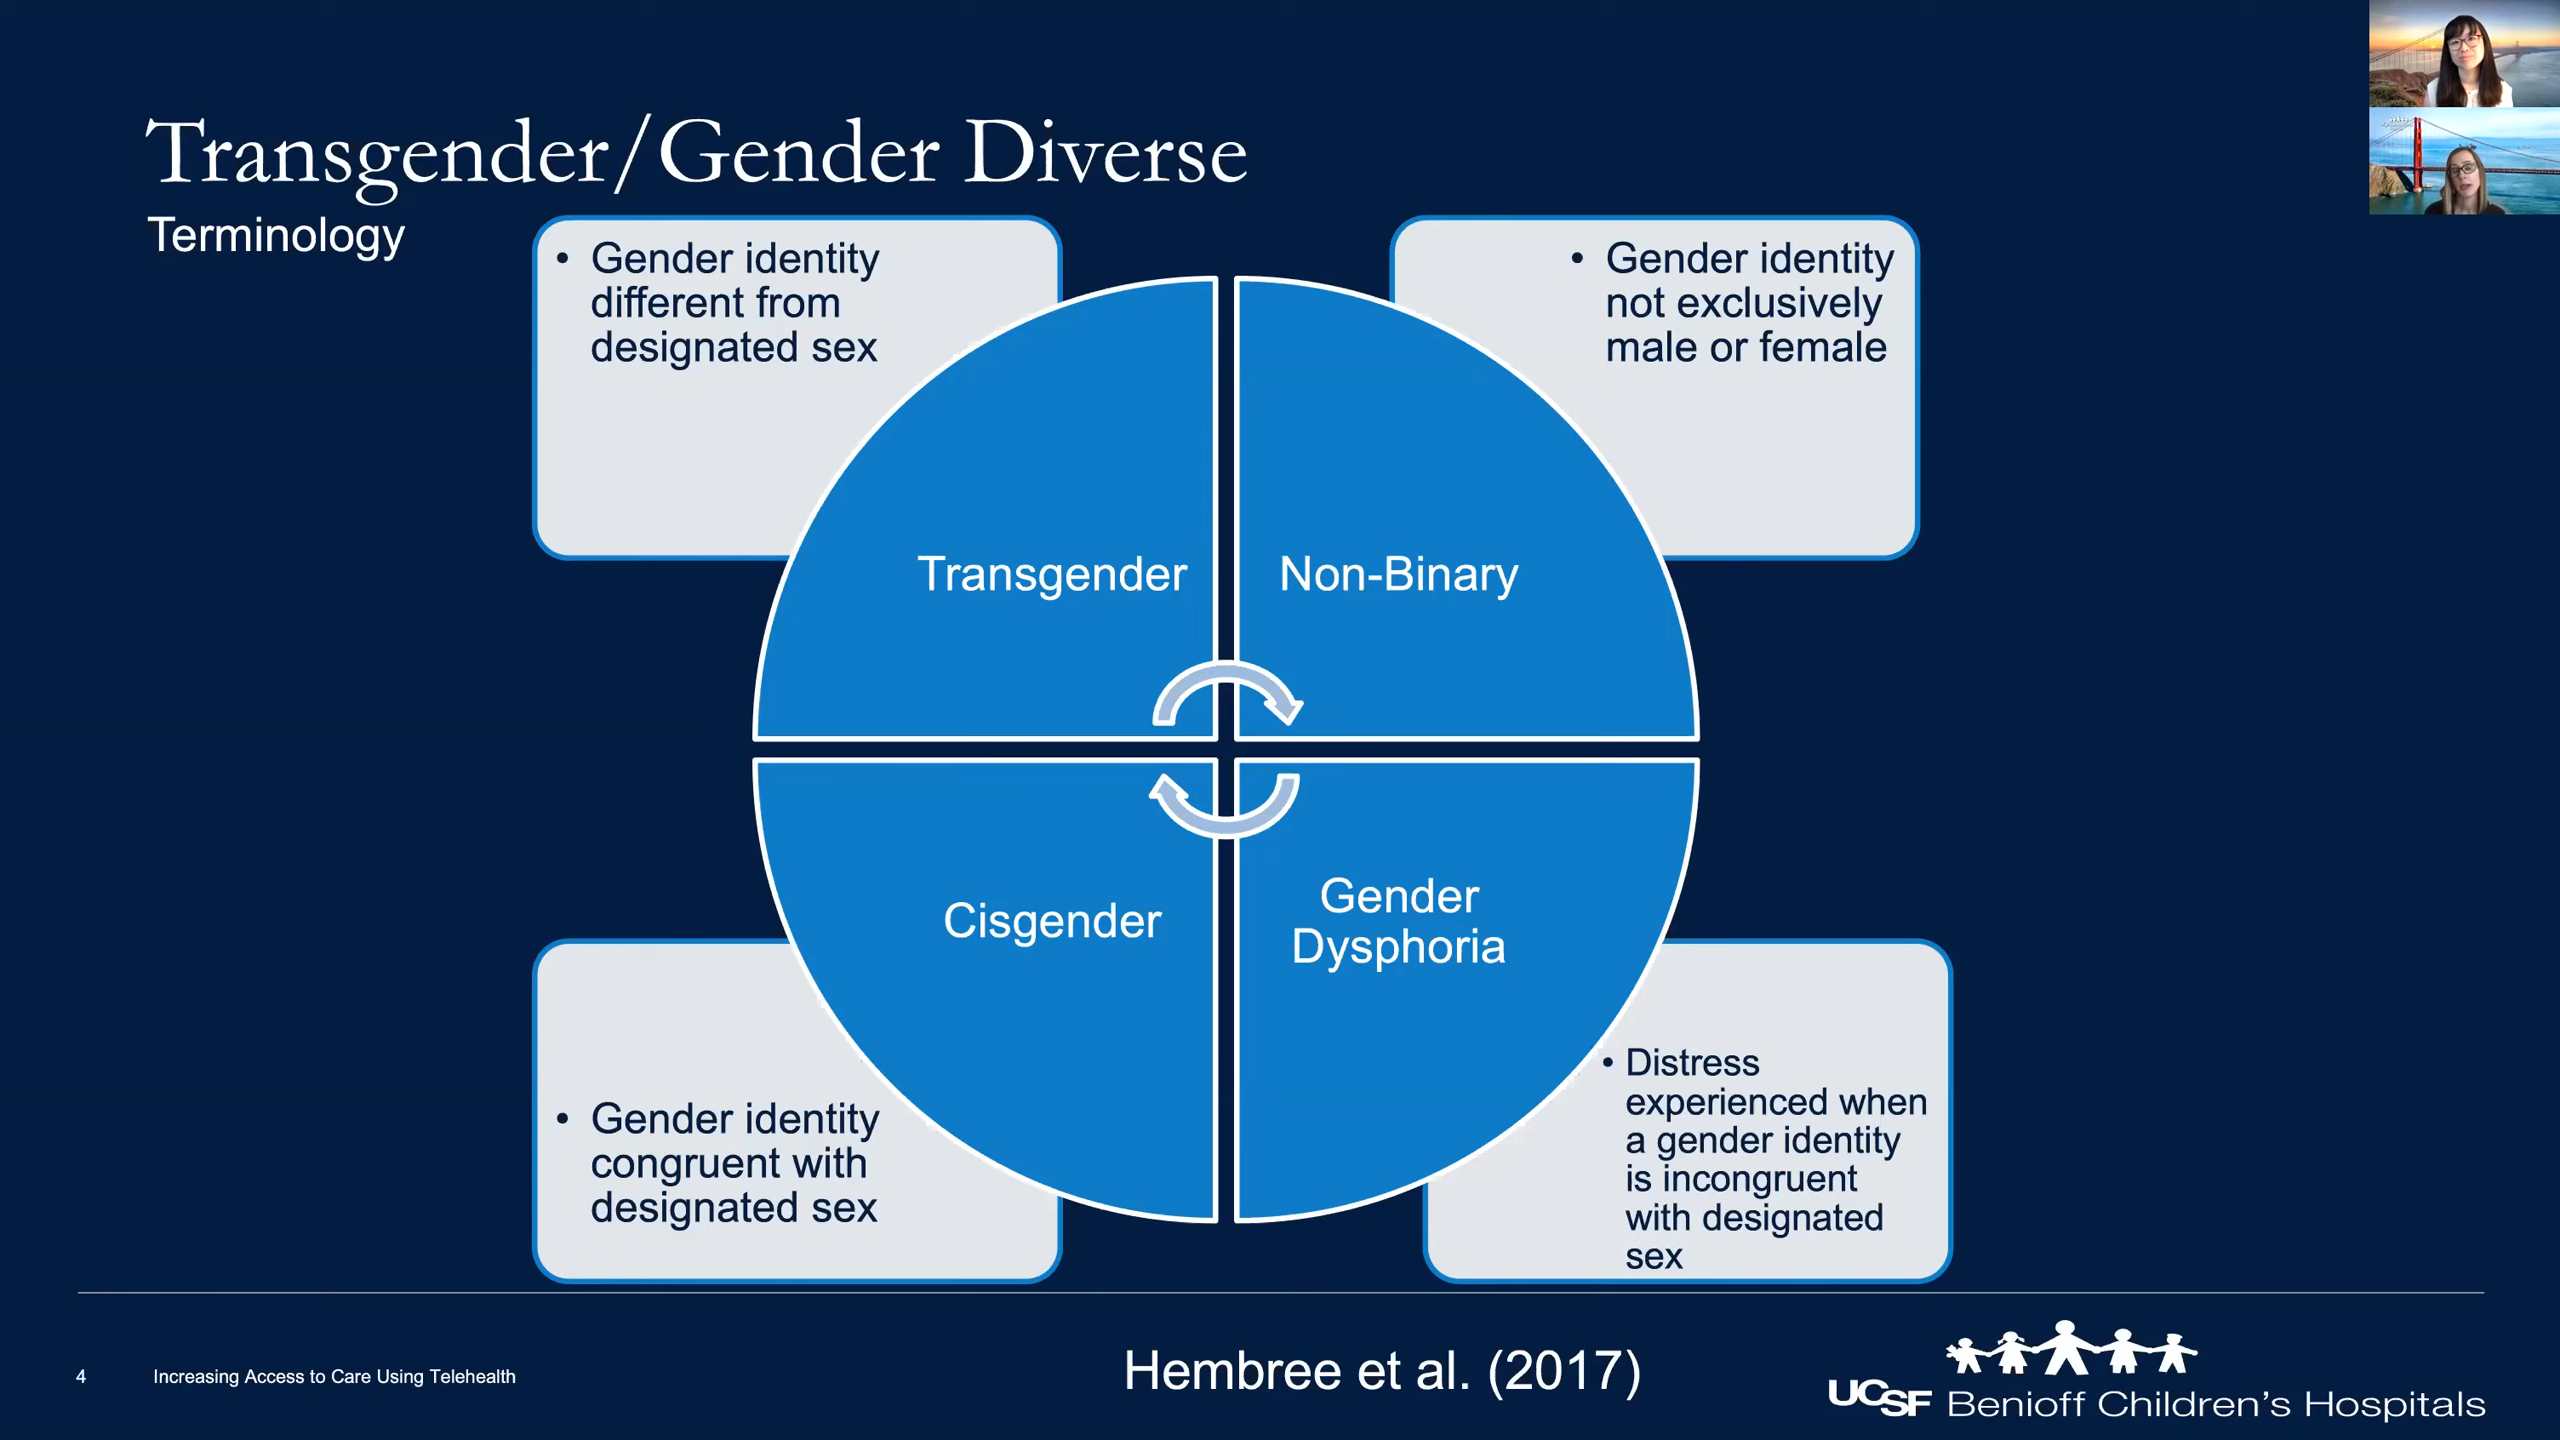 Transgender/Gender Diverse
Terminology
• Gender identity
different from
designated sex
• Gender identity
not exclusively
male or female
Transgender
Non-Binary
Cisgender
Gender
Dysphoria
• Gender identity
congruent with
designated sex
• Distress
experienced when
a gender identity
is incongruent
with designated
sex
4
Increasing Access to Care Using Telehealth
Hembree et al. (2017)
UCSF Benioff Children's Hospitals